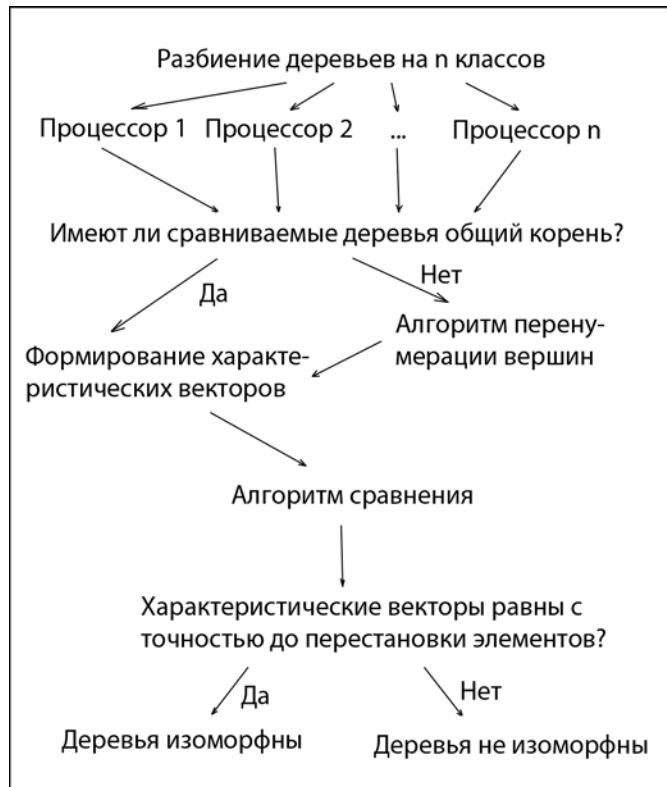 Разбиение деревьев на n классов
Процессор 1 Процессор 2 ... Процессор n
Имеют ли сравниваемые деревья общий корень?
Да
Нет
Алгоритм перену-
мерации вершин
Формирование характе-
ристических векторов
Алгоритм сравнения
Характеристические векторы равны с
точностью до перестановки элементов?
Да
Нет
Деревья изоморфны
Деревья не изоморфны